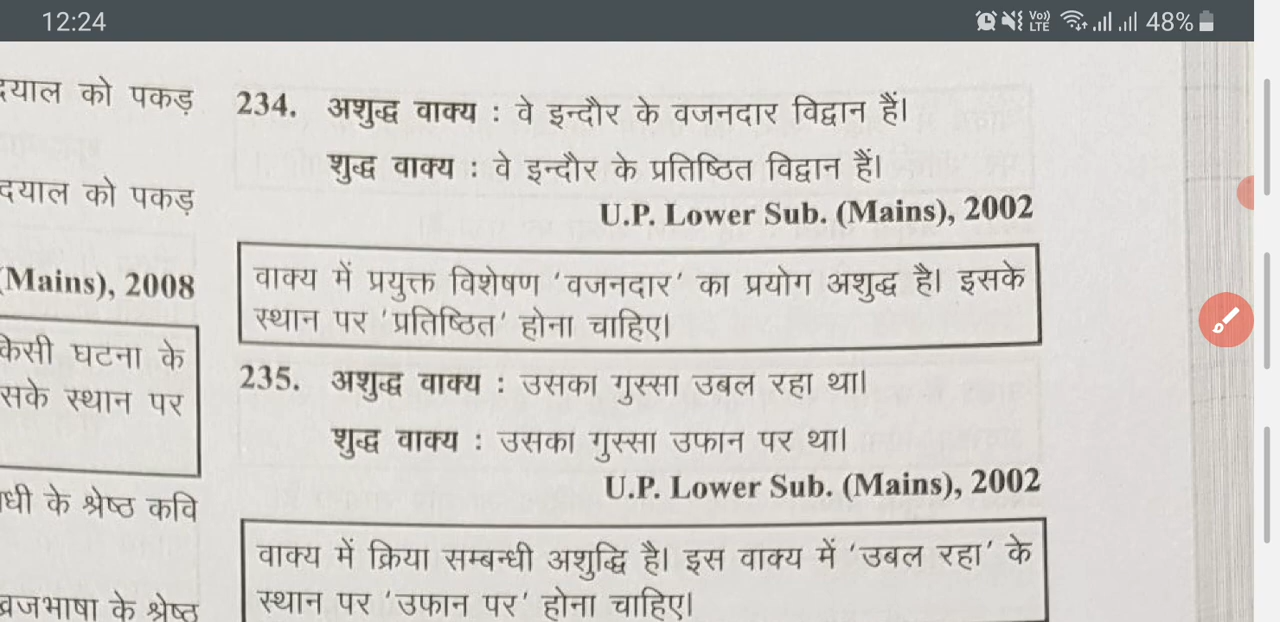 12:24
Vo)) LTE 48%
दयाल को पकड़
दयाल को पकड़
(Mains), 2008
केसी घटना के
सके स्थान पर
धी के श्रेष्ठ कवि
व्रजभाषा के श्रेष्ठ
234. अशुद्ध वाक्य : वे इन्दौर के वजनदार विद्वान हैं।
शुद्ध वाक्य : वे इन्दौर के प्रतिष्ठित विद्वान हैं।
U.P. Lower Sub. (Mains), 2002
वाक्य में प्रयुक्त विशेषण ‘वजनदार’ का प्रयोग अशुद्ध है। इसके
स्थान पर ‘प्रतिष्ठित’ होना चाहिए।
235. अशुद्ध वाक्य : उसका गुस्सा उबल रहा था।
शुद्ध वाक्य : उसका गुस्सा उफान पर था।
U.P. Lower Sub. (Mains), 2002
वाक्य में क्रिया सम्बन्धी अशुद्धि है। इस वाक्य में ‘उबल रहा’ के
स्थान पर ‘उफान पर’ होना चाहिए।